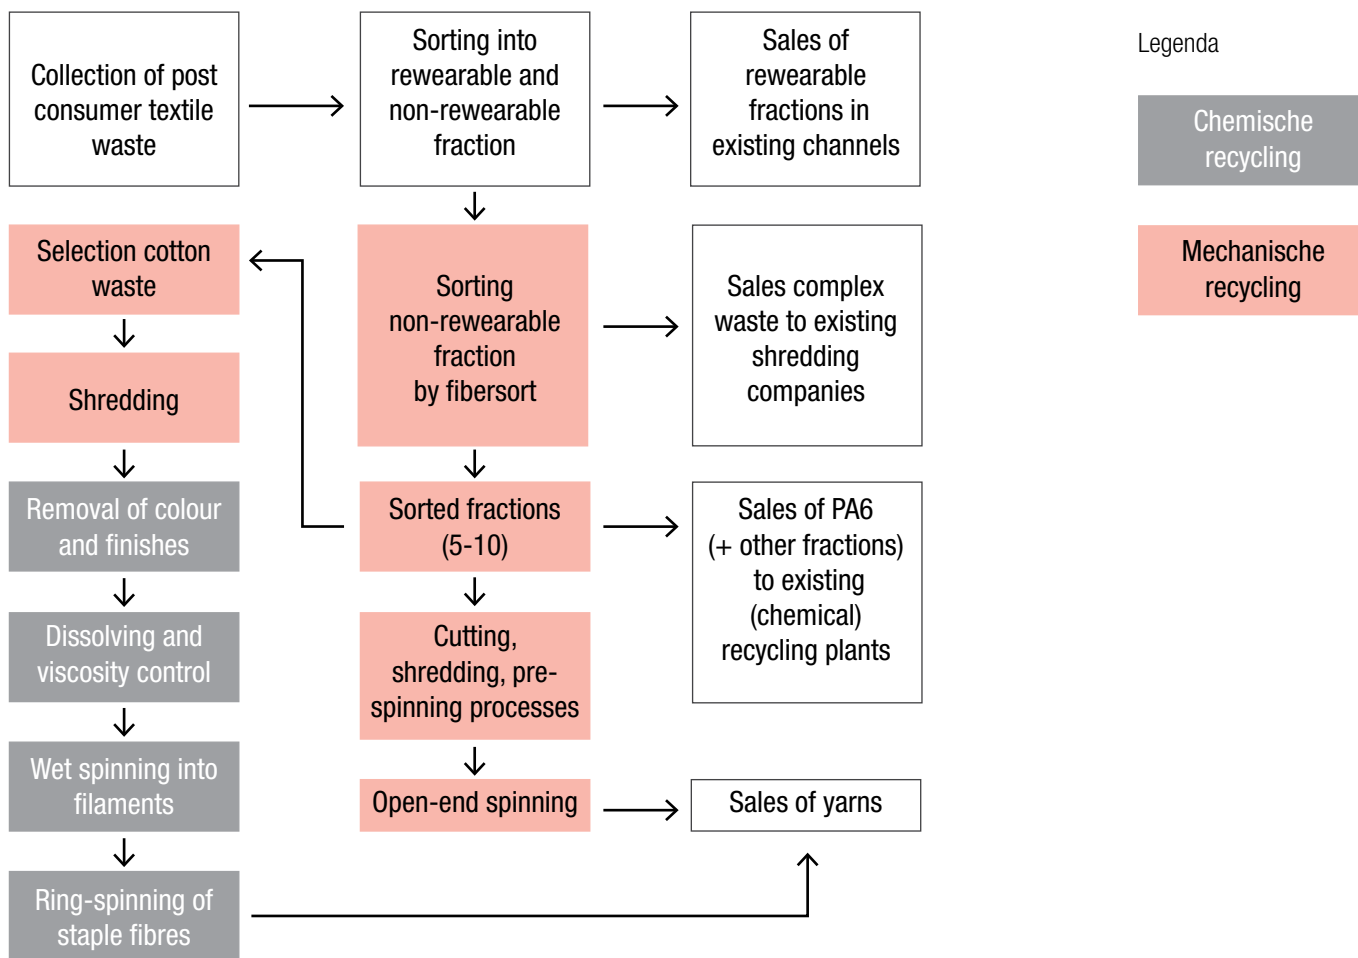 Collection of post
consumer textile
waste
Sorting into
rewearable and
non-rewearable
fraction
Sales of
rewearable
fractions in
existing channels
Legenda
Chemische
recycling
Mechanische
recycling
Selection cotton
waste
Sorting
non-rewearable
fraction
by fibersort
Sales complex
waste to existing
shredding
companies
Shredding
Removal of colour
and finishes
Sorted fractions
(5-10)
Sales of PA6
(+ other fractions)
to existing
(chemical)
recycling plants
Dissolving and
viscosity control
Cutting,
shredding, pre-
spinning processes
Wet spinning into
filaments
Open-end spinning
Sales of yarns
Ring-spinning of
staple fibres